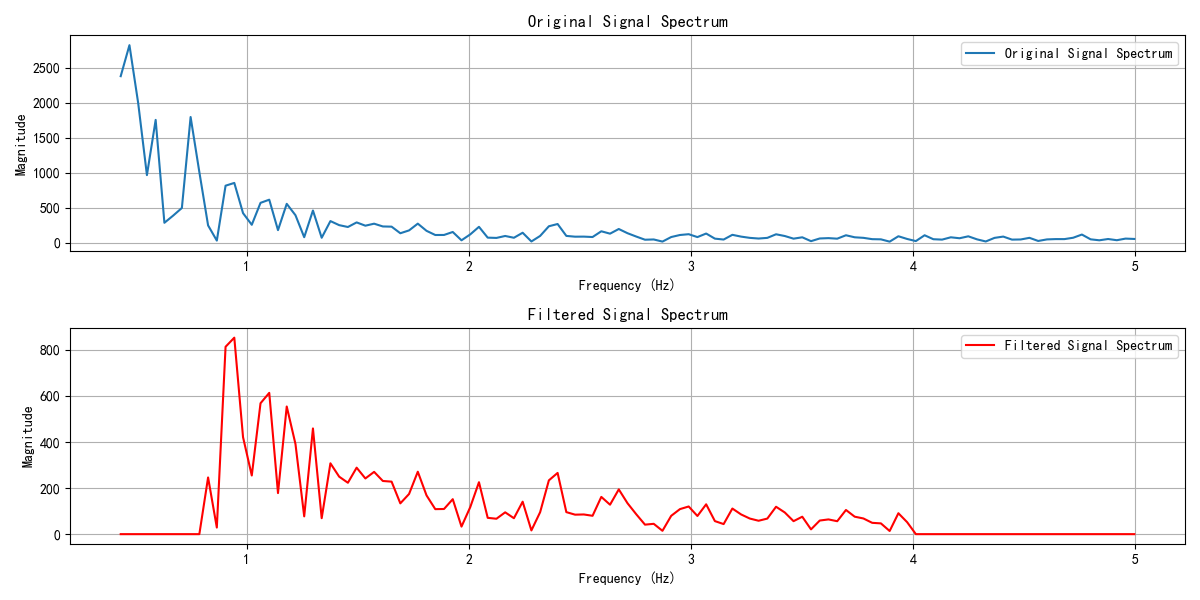 Original Signal Spectrum
Original Signal Spectrum
Magnitude
2500
2000
1500
1000
500
0
1 2 3 4 5
Frequency (Hz)
Filtered Signal Spectrum
Filtered Signal Spectrum
Magnitude
800
600
400
200
0
1 2 3 4 5
Frequency (Hz)